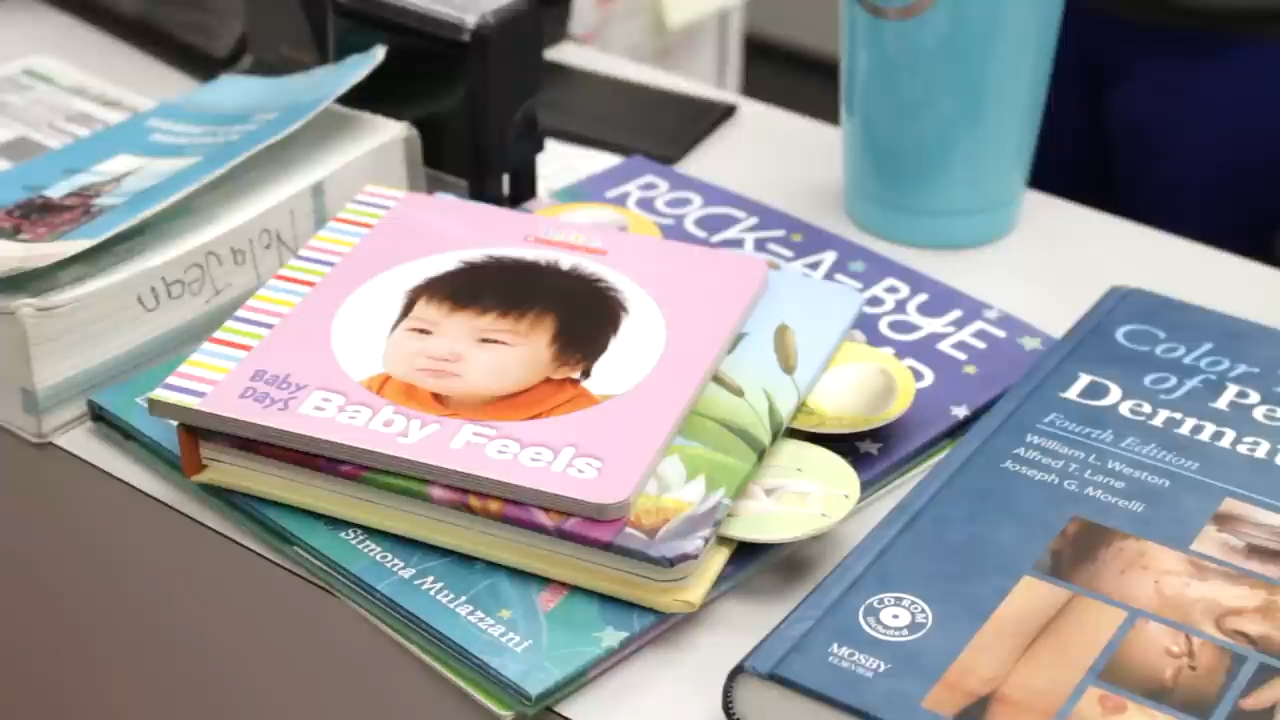 Nola Jean
ROCK-A-BYE
Baby
Days
Baby Feels
Simona Mulazzani
Color
of Pe
Derma
Fourth Edition
William L. Weston
Alfred T. Lane
Joseph G. Morelli
CD-ROM
included
MOSBY
ELSEVIER